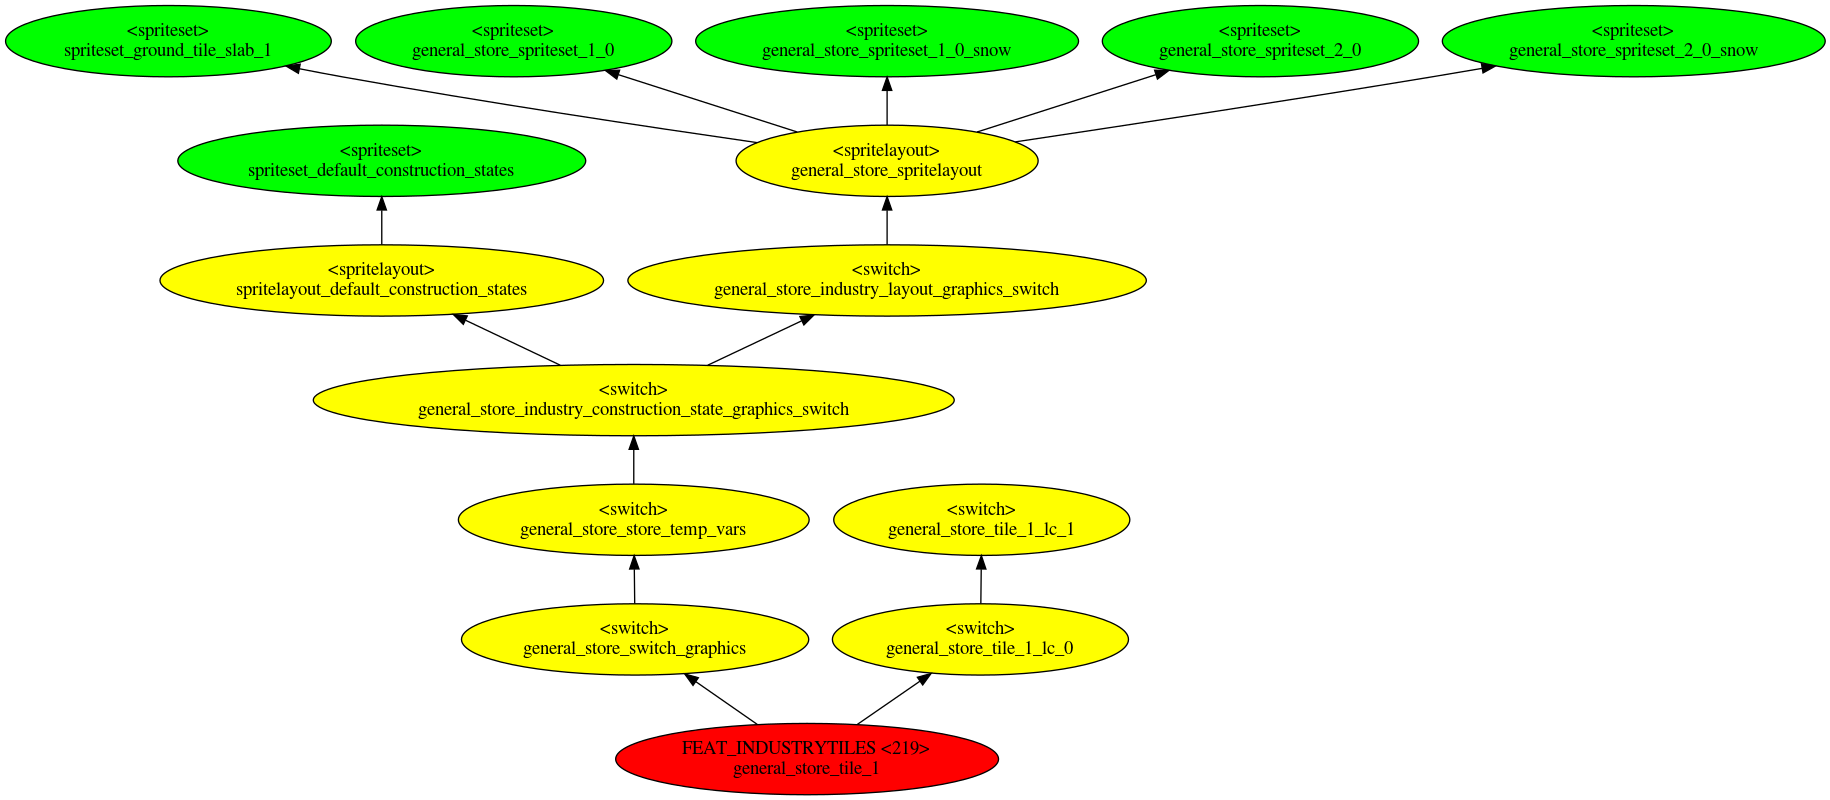 <spriteset>
spriteset_ground_tile_slab_1
<spriteset>
general_store_spriteset_1_0
<spriteset>
general_store_spriteset_1_0_snow
<spriteset>
general_store_spriteset_2_0
<spriteset>
general_store_spriteset_2_0_snow
<spriteset>
spriteset_default_construction_states
<spritelayout>
general_store_spritelayout
<spritelayout>
spritelayout_default_construction_states
<switch>
general_store_industry_layout_graphics_switch
<switch>
general_store_industry_construction_state_graphics_switch
<switch>
general_store_store_temp_vars
<switch>
general_store_tile_1_lc_1
<switch>
general_store_switch_graphics
<switch>
general_store_tile_1_lc_0
FEAT_INDUSTRYTILES <219>
general_store_tile_1